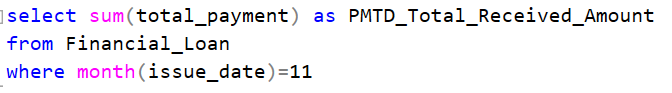 select sum(total_payment) as PMTD_Total_Received_Amount
from Financial_Loan
where month(issue_date)=11